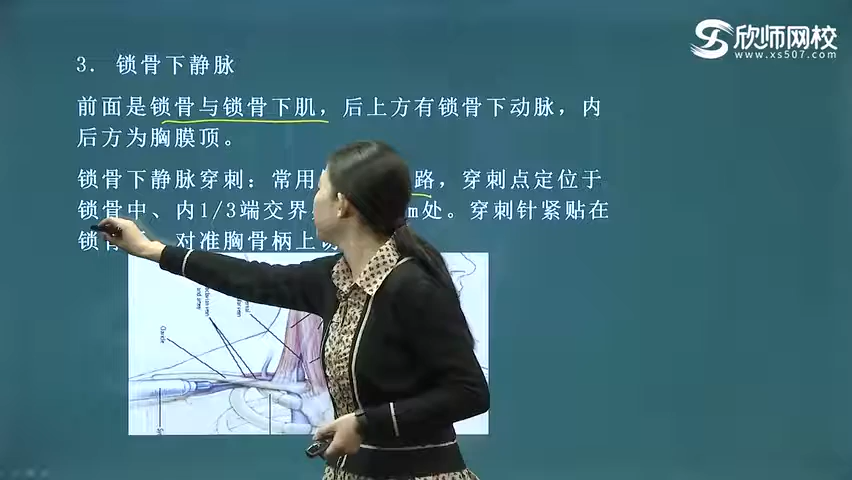 欣师网校
www.xs507.com
3. 锁骨下静脉
前面是锁骨与锁骨下肌，后上方有锁骨下动脉，内
后方为胸膜顶。
锁骨下静脉穿刺：常用 路，穿刺点定位于
锁骨中、内1/3端交界 m处。穿刺针紧贴在
锁骨 对准胸骨柄上切
Clavicle